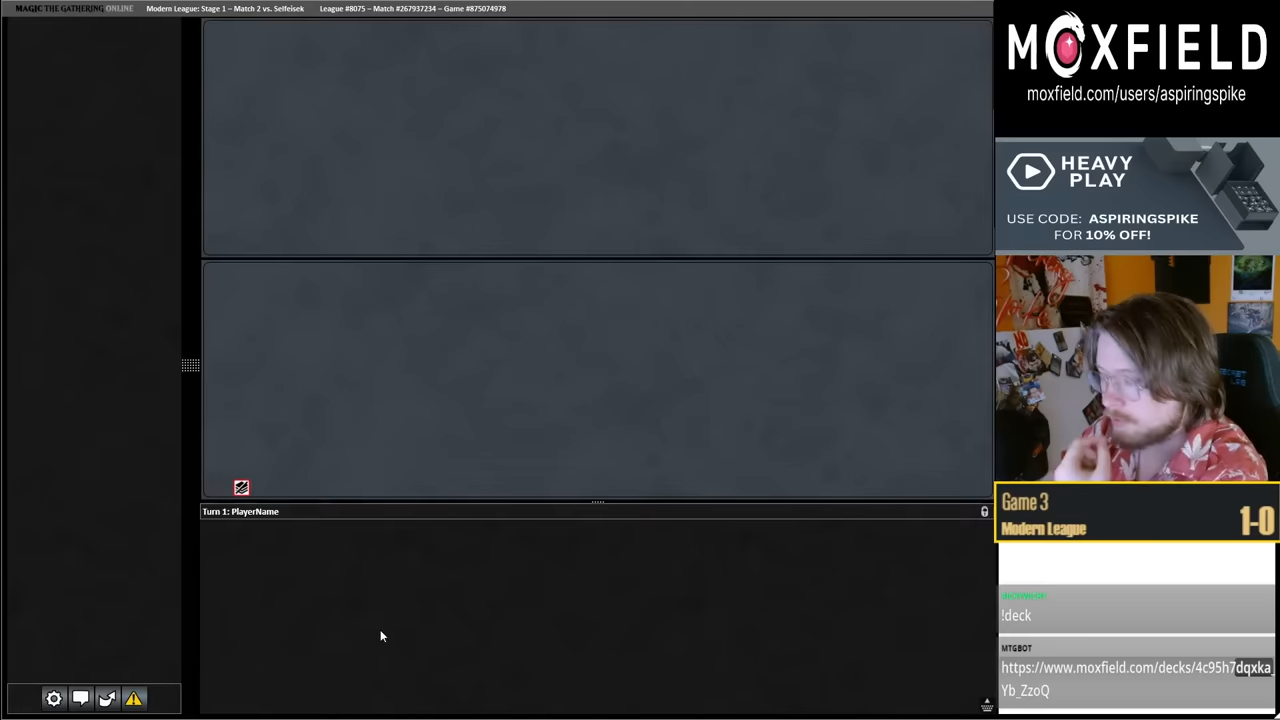 MAGIC THE GATHERING ONLINE Modern League: Stage 1 – Match 2 vs. Selfeisek League #8075 – Match #267937234 – Game #875074978
Turn 1: PlayerName
MOXFIELD
moxfield.com/users/aspiringspike
HEAVY
PLAY
USE CODE: ASPIRINGSPIKE
FOR 10% OFF!
Game 3
Modern League
1-0
!deck
MTGBOT
https://www.moxfield.com/decks/4c95h7dqxka
Yb_ZzoQ